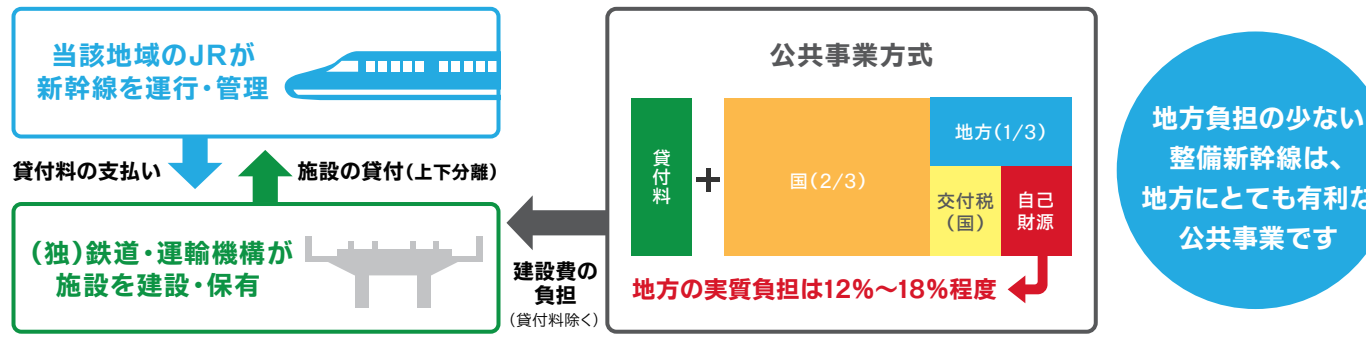 当該地域のJRが
新幹線を運行・管理
貸付料の支払い
施設の貸付(上下分離)
(独)鉄道・運輸機構が
施設を建設・保有
建設費の
負担
(貸付料除く)
公共事業方式
貸付料
+
国(2/3)
地方(1/3)
交付税
(国)
自己
財源
地方の実質負担は12%〜18%程度
地方負担の少ない
整備新幹線は、
地方にとても有利な
公共事業です